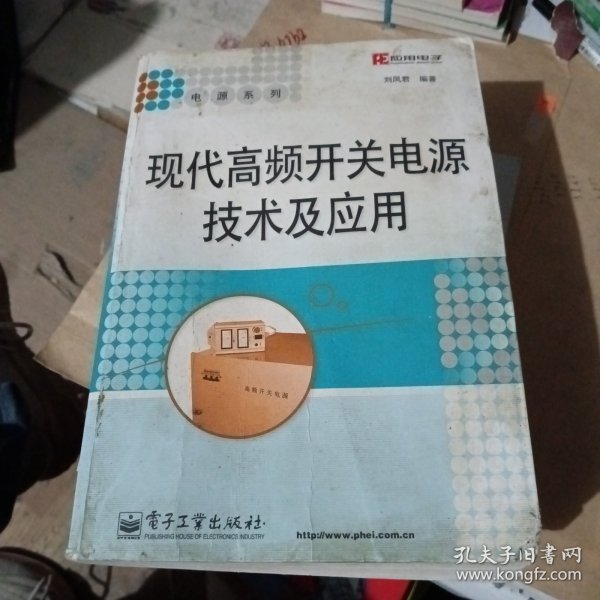 应用电子
刘凤君 编著
电源系列
现代高频开关电源
技术及应用
高频开关电源
電子工業出版社
PUBLISHING HOUSE OF ELECTRONICS INDUSTRY
http://www.phei.com.cn
孔夫子旧书网
www.kongfz.com